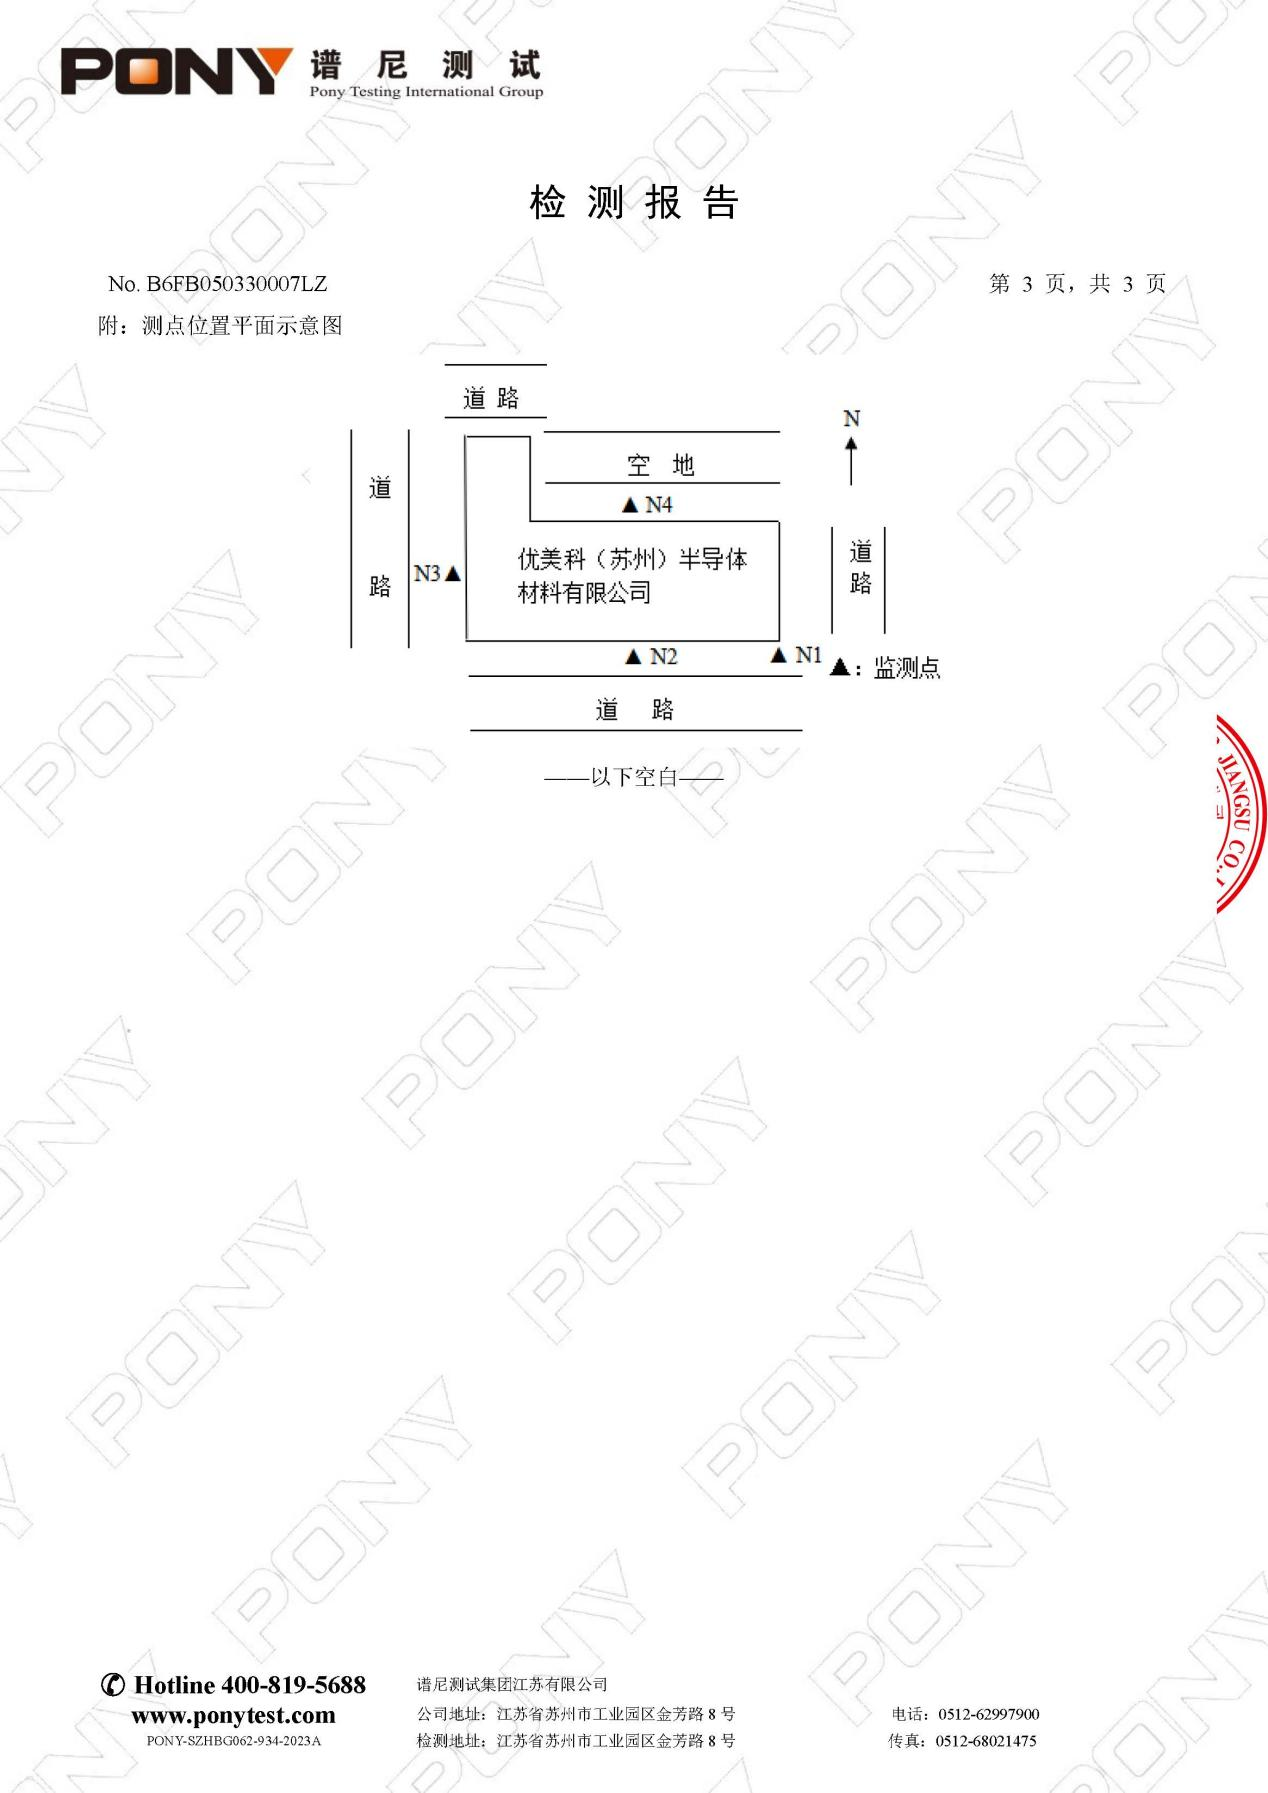 PONY 谱尼测试
Pony Testing International Group
检测报告
No. B6FB050330007LZ
第 3 页，共 3 页
附：测点位置平面示意图
道路
N
空地
道路
▲ N4
优美科（苏州）半导体
材料有限公司
道路
N3▲
▲ N2
▲ N1
▲：监测点
道路
——以下空白——
JIANGSU CO.,
Hotline 400-819-5688
www.ponytest.com
PONY-SZHBG062-934-2023A
谱尼测试集团江苏有限公司
公司地址：江苏省苏州市工业园区金芳路 8 号
检测地址：江苏省苏州市工业园区金芳路 8 号
电话：0512-62997900
传真：0512-68021475